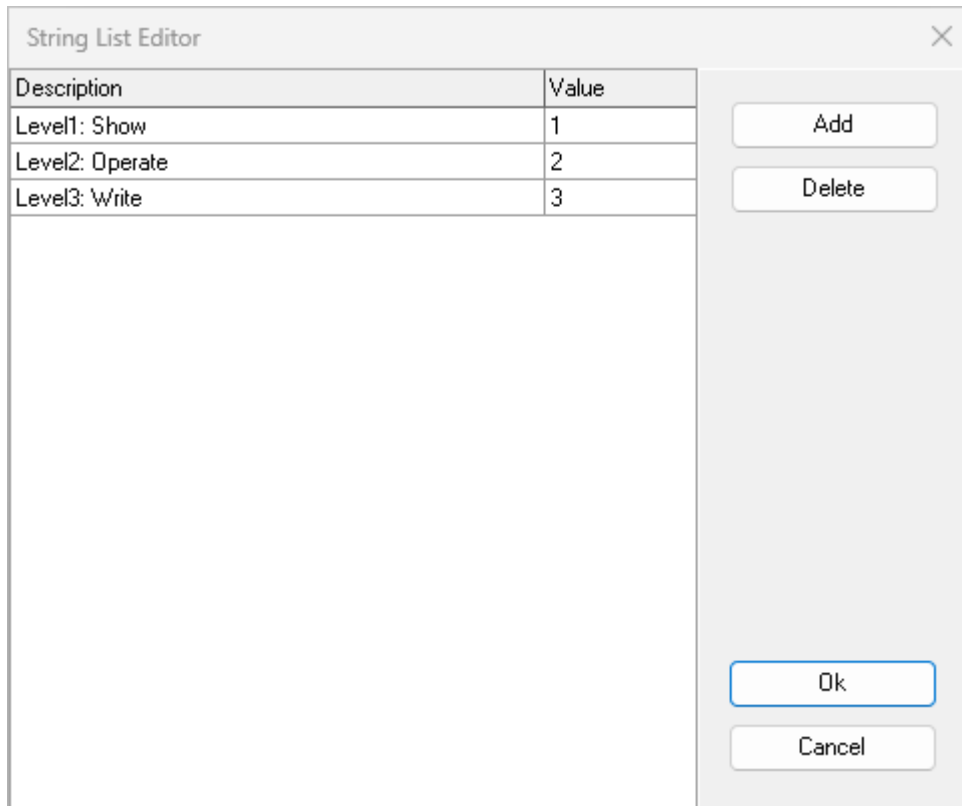 String List Editor
Description Value
Level1: Show 1
Level2: Operate 2
Level3: Write 3
Add
Delete
Ok
Cancel